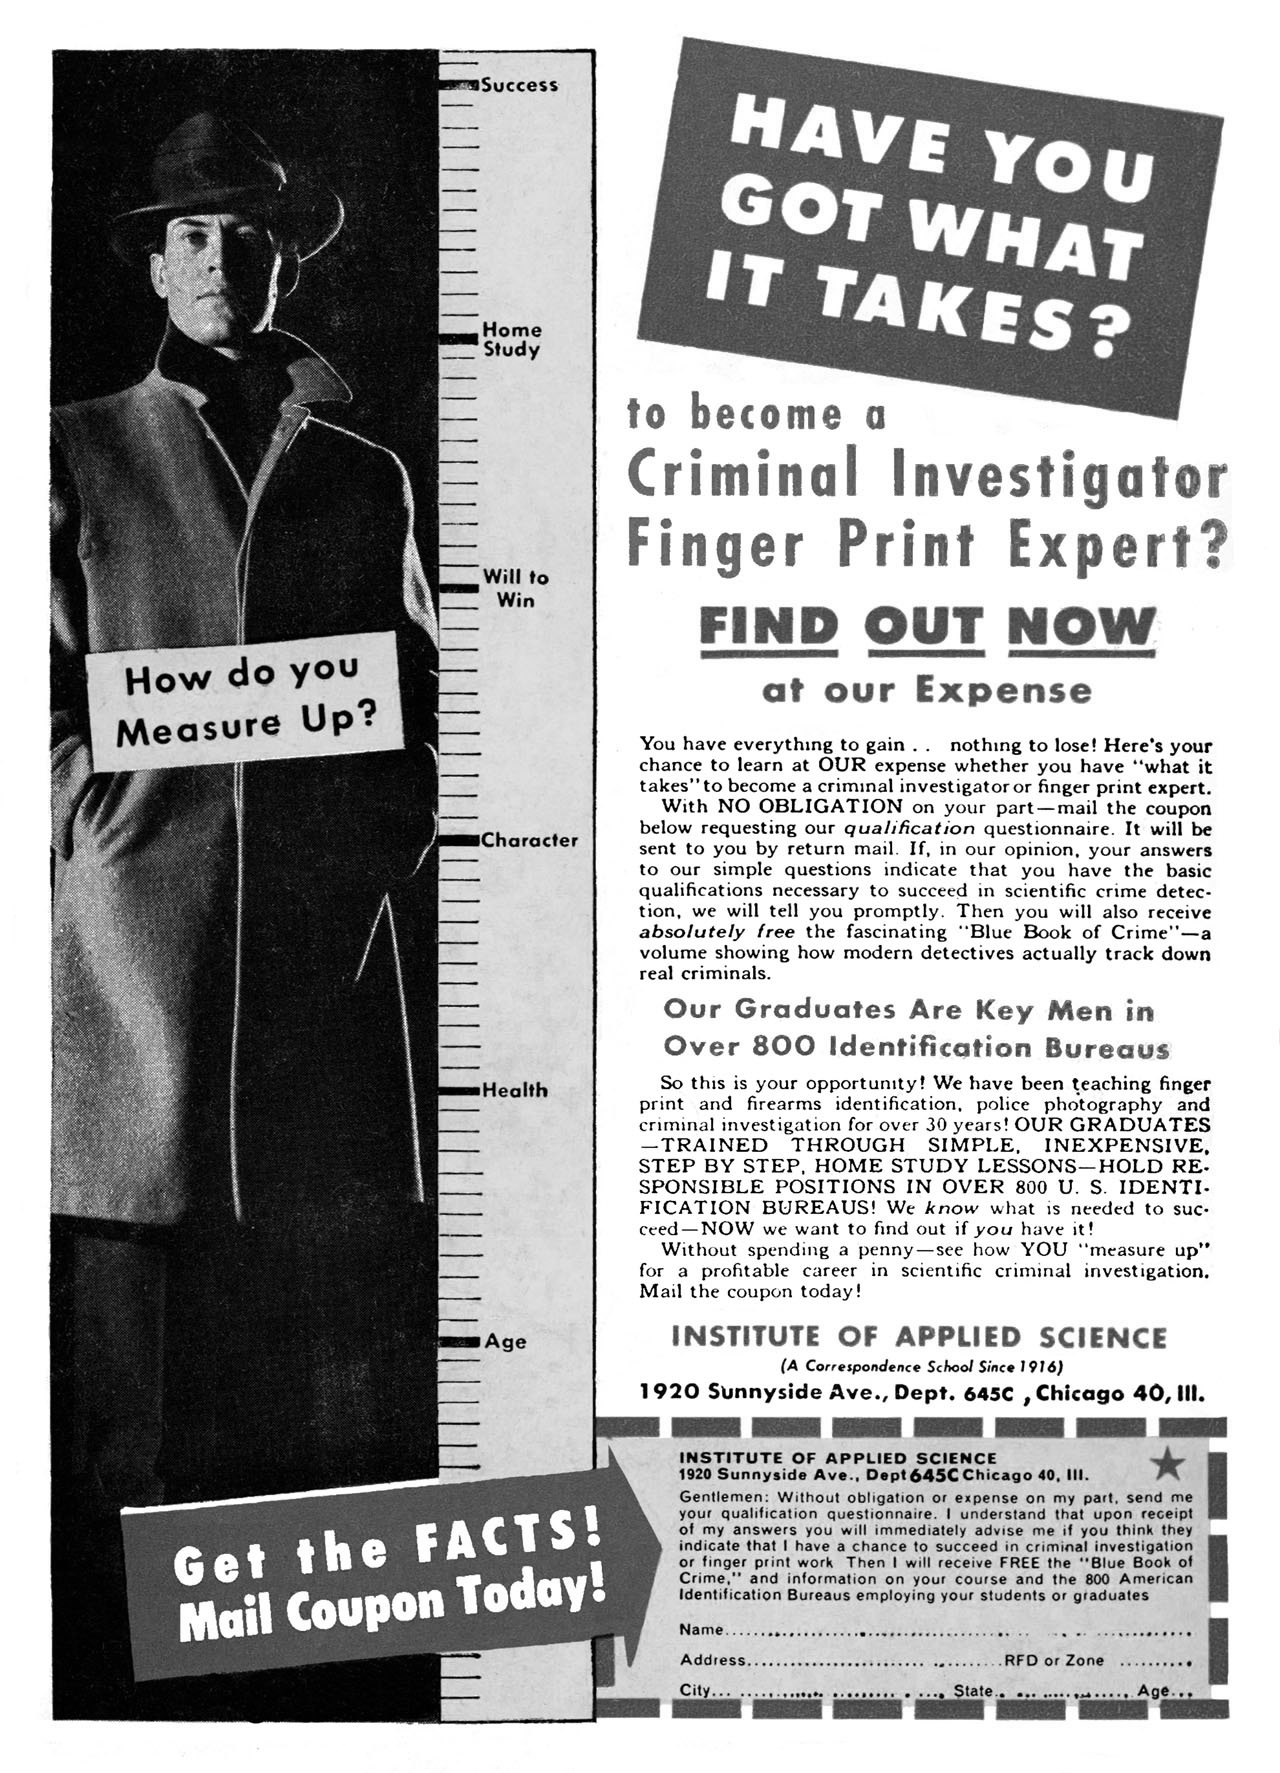 Success
Home
Study
Will to
Win
Character
Health
Age
How do you
Measure Up?
HAVE YOU
GOT WHAT
IT TAKES?
to become a
Criminal Investigator
Finger Print Expert?
FIND OUT NOW
at our Expense
You have everything to gain . . nothing to lose! Here's your
chance to learn at OUR expense whether you have "what it
takes" to become a criminal investigator or finger print expert.
With NO OBLIGATION on your part—mail the coupon
below requesting our qualification questionnaire. It will be
sent to you by return mail. If, in our opinion, your answers
to our simple questions indicate that you have the basic
qualifications necessary to succeed in scientific crime detec-
tion, we will tell you promptly. Then you will also receive
absolutely free the fascinating "Blue Book of Crime"—a
volume showing how modern detectives actually track down
real criminals.
Our Graduates Are Key Men in
Over 800 Identification Bureaus
So this is your opportunity! We have been teaching finger
print and firearms identification, police photography and
criminal investigation for over 30 years! OUR GRADUATES
—TRAINED THROUGH SIMPLE, INEXPENSIVE,
STEP BY STEP, HOME STUDY LESSONS—HOLD RE-
SPONSIBLE POSITIONS IN OVER 800 U. S. IDENTI-
FICATION BUREAUS! We know what is needed to suc-
ceed—NOW we want to find out if you have it!
Without spending a penny—see how YOU "measure up"
for a profitable career in scientific criminal investigation.
Mail the coupon today!
INSTITUTE OF APPLIED SCIENCE
(A Correspondence School Since 1916)
1920 Sunnyside Ave., Dept. 645C , Chicago 40, Ill.
Get the FACTS!
Mail Coupon Today!
INSTITUTE OF APPLIED SCIENCE
1920 Sunnyside Ave., Dept 645C Chicago 40, Ill.
Gentlemen: Without obligation or expense on my part, send me
your qualification questionnaire. I understand that upon receipt
of my answers you will immediately advise me if you think they
indicate that I have a chance to succeed in criminal investigation
or finger print work Then I will receive FREE the "Blue Book of
Crime," and information on your course and the 800 American
Identification Bureaus employing your students or graduates
Name
Address RFD or Zone
City State Age